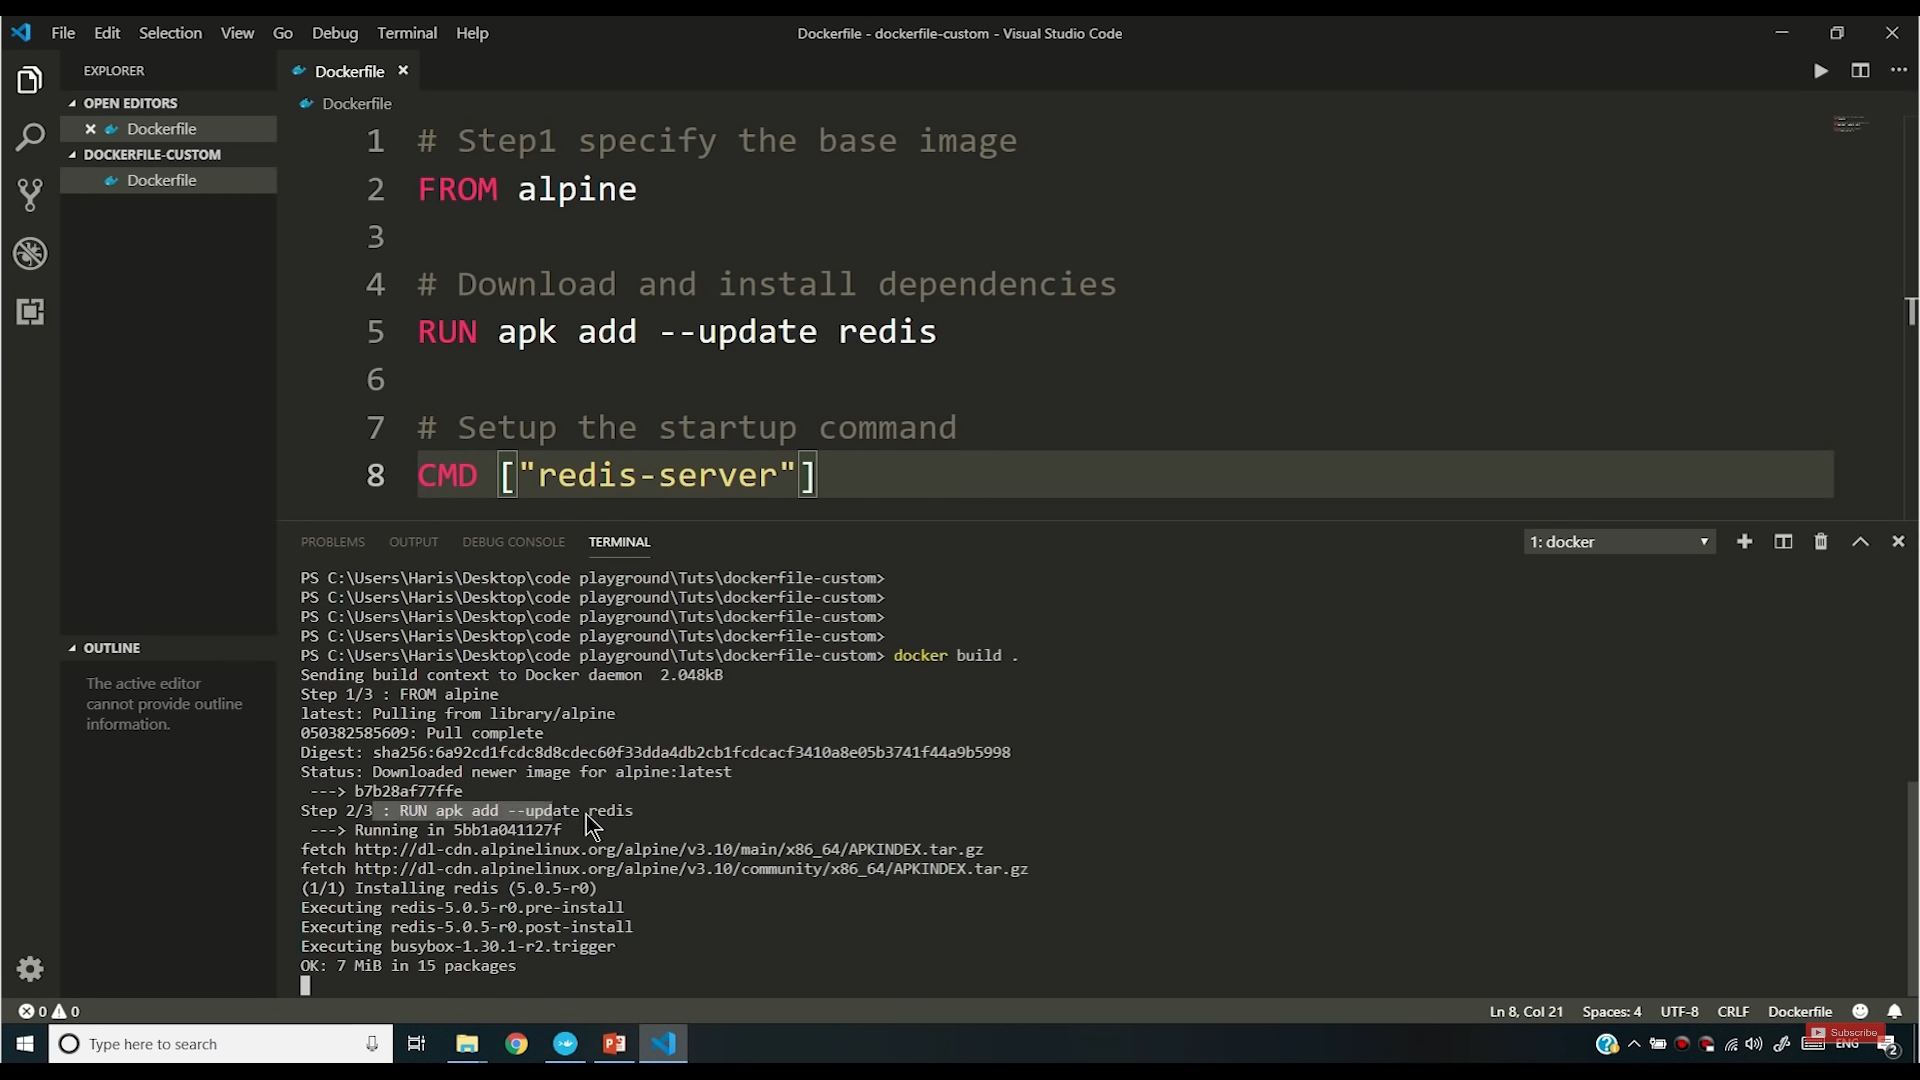 File Edit Selection View Go Debug Terminal Help
Dockerfile - dockerfile-custom - Visual Studio Code
EXPLORER
OPEN EDITORS
Dockerfile
DOCKERFILE-CUSTOM
Dockerfile
OUTLINE
The active editor
cannot provide outline
information.
Dockerfile
Dockerfile
1 # Step1 specify the base image
2 FROM alpine
3
4 # Download and install dependencies
5 RUN apk add --update redis
6
7 # Setup the startup command
8 CMD ["redis-server"]
PROBLEMS OUTPUT DEBUG CONSOLE TERMINAL
1: docker
PS C:\Users\Haris\Desktop\code playground\Tuts\dockerfile-custom>
PS C:\Users\Haris\Desktop\code playground\Tuts\dockerfile-custom>
PS C:\Users\Haris\Desktop\code playground\Tuts\dockerfile-custom>
PS C:\Users\Haris\Desktop\code playground\Tuts\dockerfile-custom>
PS C:\Users\Haris\Desktop\code playground\Tuts\dockerfile-custom> docker build .
Sending build context to Docker daemon  2.048kB
Step 1/3 : FROM alpine
latest: Pulling from library/alpine
050382585609: Pull complete
Digest: sha256:6a92cd1fcdc8d8cdec60f33dda4db2cb1fcdcacf3410a8e05b3741f44a9b5998
Status: Downloaded newer image for alpine:latest
 ---> b7b28af77ffe
Step 2/3 : RUN apk add --update redis
 ---> Running in 5bb1a041127f
fetch http://dl-cdn.alpinelinux.org/alpine/v3.10/main/x86_64/APKINDEX.tar.gz
fetch http://dl-cdn.alpinelinux.org/alpine/v3.10/community/x86_64/APKINDEX.tar.gz
(1/1) Installing redis (5.0.5-r0)
Executing redis-5.0.5-r0.pre-install
Executing redis-5.0.5-r0.post-install
Executing busybox-1.30.1-r2.trigger
OK: 7 MiB in 15 packages
0 0
Ln 8, Col 21 Spaces: 4 UTF-8 CRLF Dockerfile
Type here to search
Subscribe
ENG
2